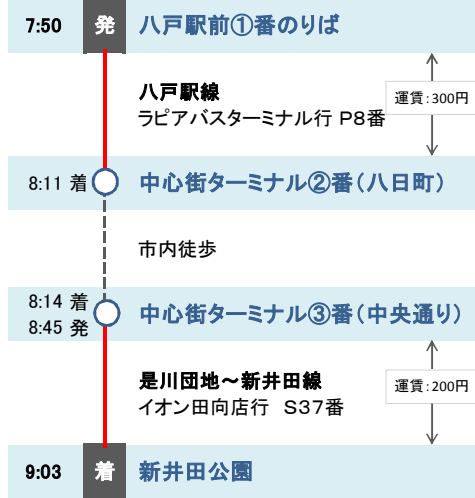 7:50 発 八戸駅前①番のりば
八戸駅線
ラピアバスターミナル行 P8番
運賃:300円
8:11 着 中心街ターミナル②番(八日町)
市内徒歩
8:14 着
8:45 発
中心街ターミナル③番(中央通り)
是川団地~新井田線
イオン田向店行 S37番
運賃:200円
9:03 着 新井田公園